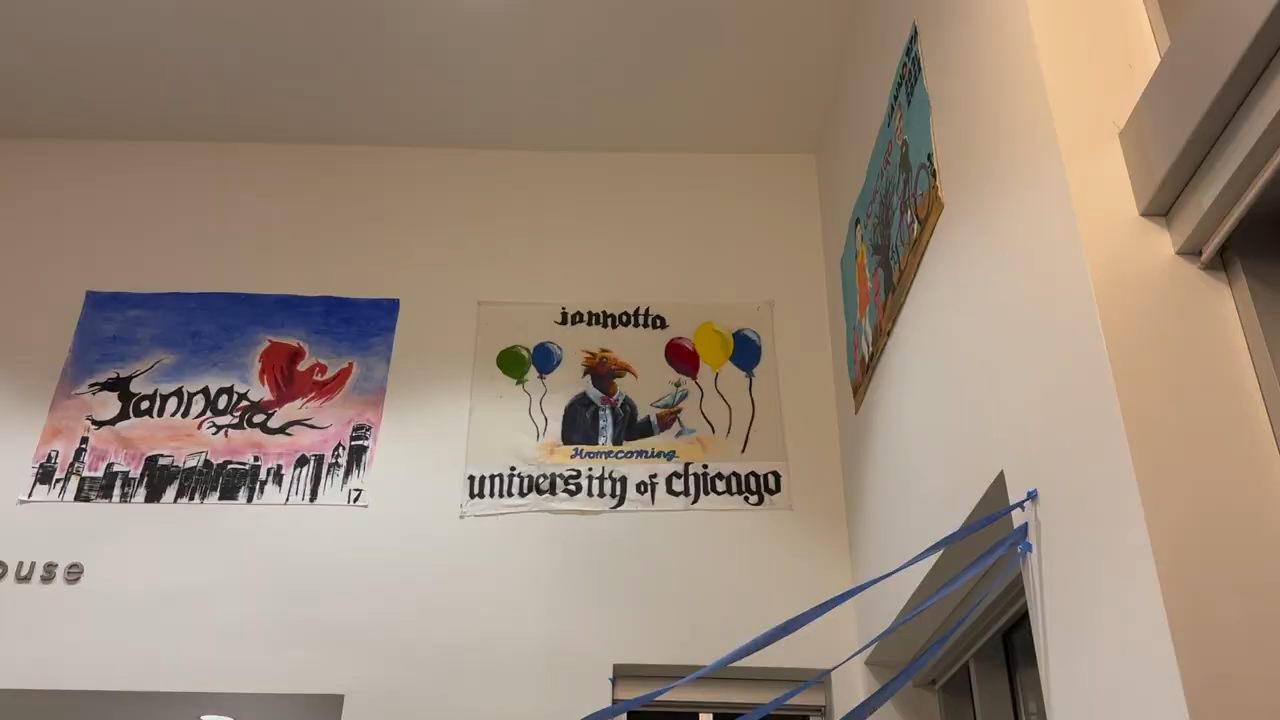 Jannotta
17
jannotta
Homecoming
university of chicago
ouse